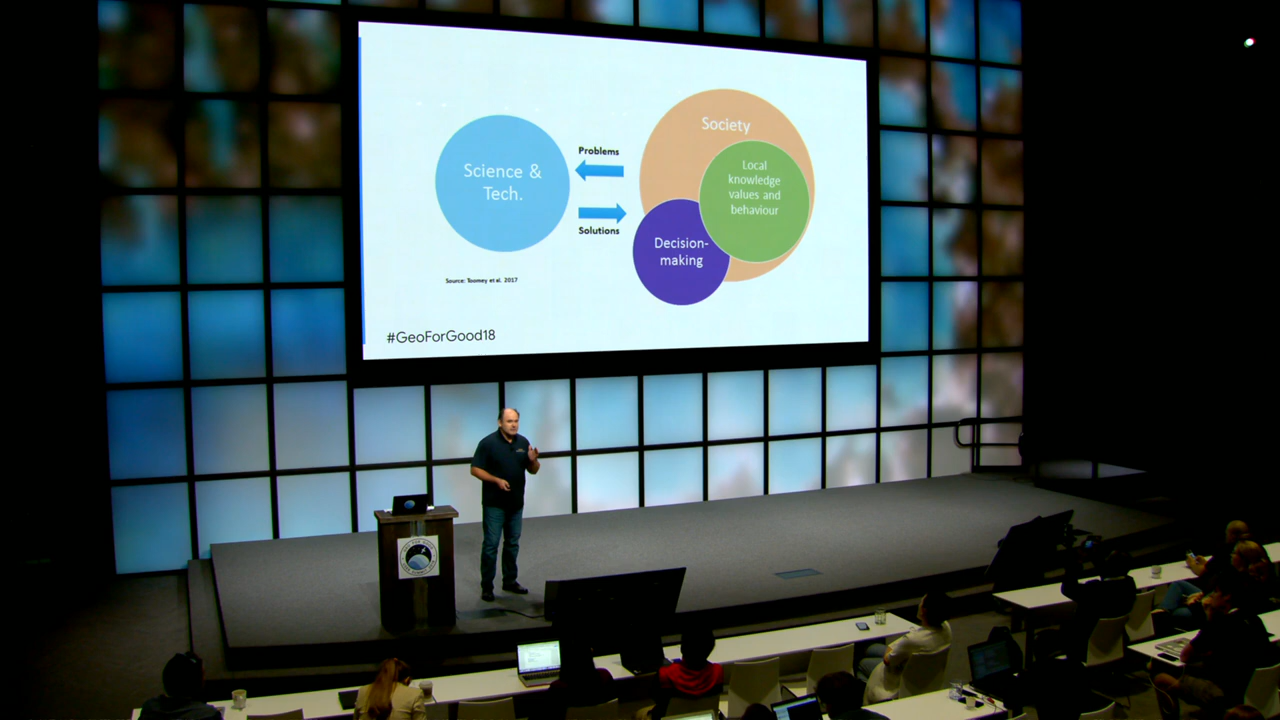 Science &
Tech.
Problems
Solutions
Society
Local
knowledge
values and
behaviour
Decision-
making
Source: Toomey et al. 2017
#GeoForGood18